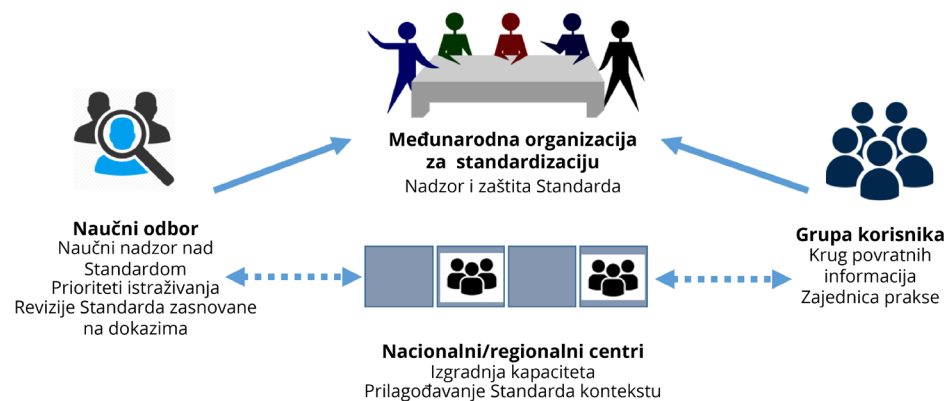 Međunarodna organizacija
za standardizaciju
Nadzor i zaštita Standarda
Naučni odbor
Naučni nadzor nad
Standardom
Prioriteti istraživanja
Revizije Standarda zasnovane
na dokazima
Grupa korisnika
Krug povratnih
informacija
Zajednica prakse
Nacionalni/regionalni centri
Izgradnja kapaciteta
Prilagođavanje Standarda kontekstu